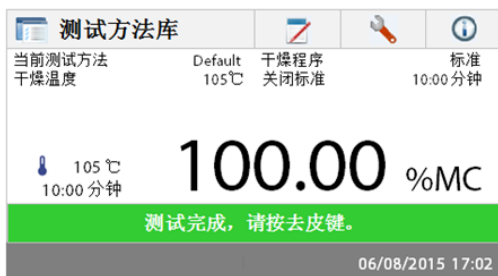 测试方法库
当前测试方法 Default 干燥程序 标准
干燥温度 105℃ 关闭标准 10:00 分钟
105 ℃
10:00 分钟
100.00 %MC
测试完成，请按去皮键。
06/08/2015 17:02